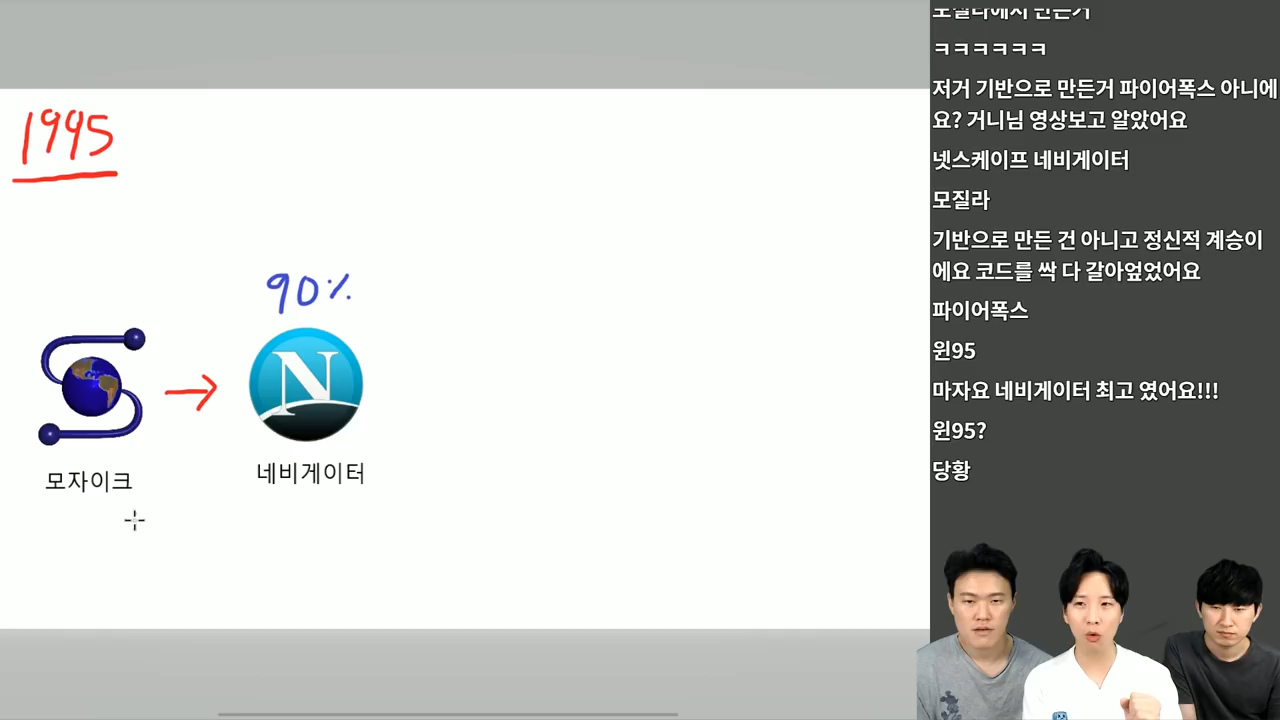 1995
90%
N
모자이크
네비게이터
ㅋㅋㅋㅋㅋㅋ
저거 기반으로 만든거 파이어폭스 아니에
요? 거니님 영상보고 알았어요
넷스케이프 네비게이터
모질라
기반으로 만든 건 아니고 정신적 계승이
에요 코드를 싹 다 갈아엎었어요
파이어폭스
윈95
마자요 네비게이터 최고 였어요!!!
윈95?
당황